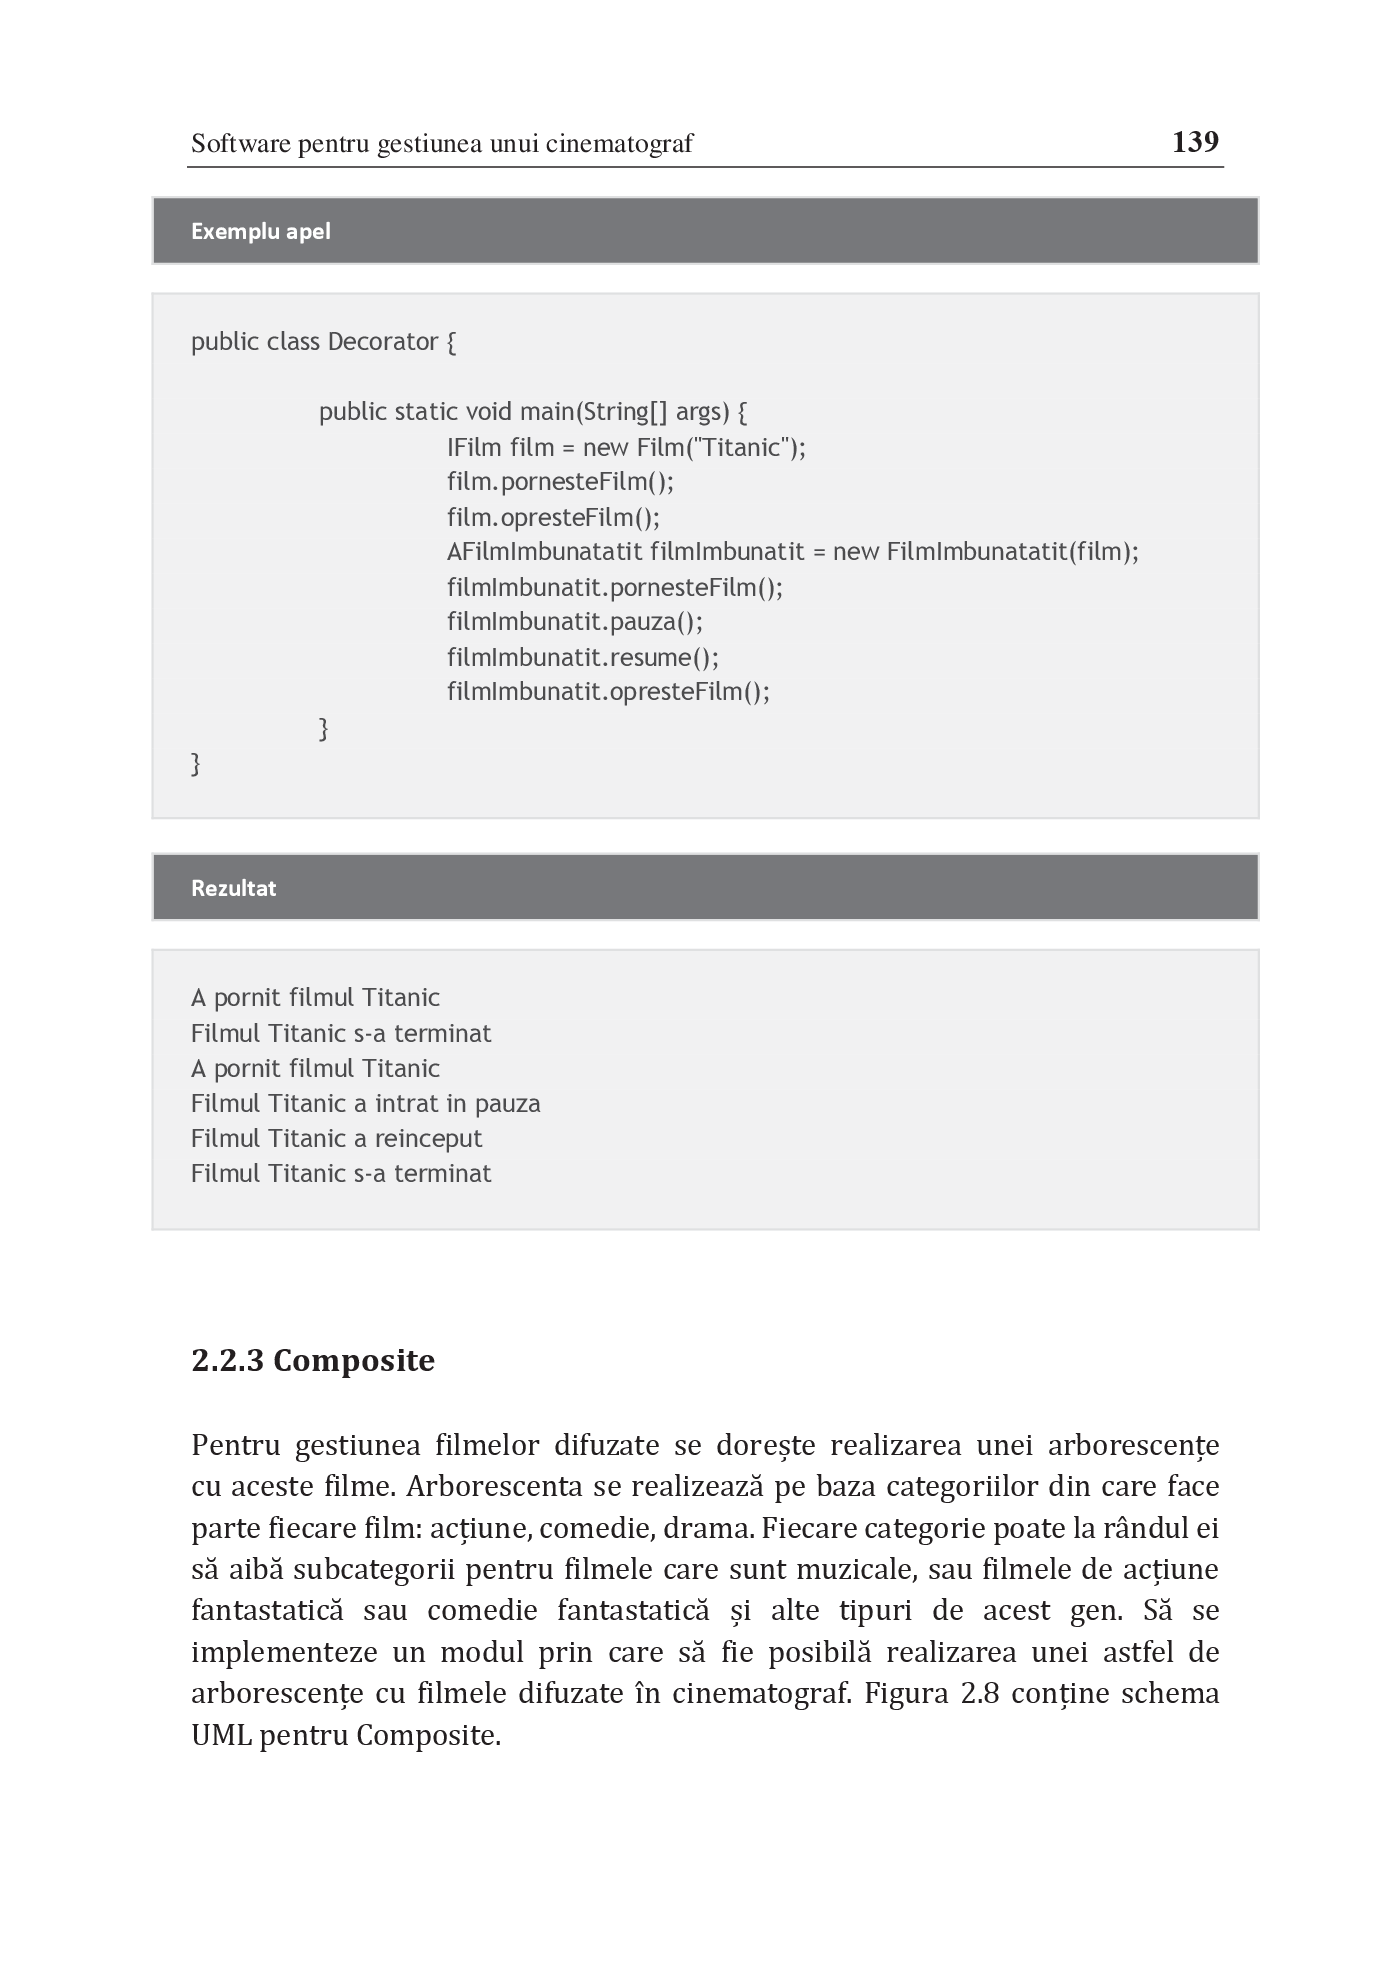 Software pentru gestiunea unui cinematograf 139
Exemplu apel
public class Decorator {
public static void main(String[] args) {
IFilm film = new Film("Titanic");
film.pornesteFilm();
film.opresteFilm();
AFilmImbunatatit filmImbunatit = new FilmImbunatatit(film);
filmImbunatit.pornesteFilm();
filmImbunatit.pauza();
filmImbunatit.resume();
filmImbunatit.opresteFilm();
}
}
Rezultat
A pornit filmul Titanic
Filmul Titanic s-a terminat
A pornit filmul Titanic
Filmul Titanic a intrat in pauza
Filmul Titanic a reinceput
Filmul Titanic s-a terminat
2.2.3 Composite
Pentru gestiunea filmelor difuzate se dorește realizarea unei arborescențe
cu aceste filme. Arborescenta se realizează pe baza categoriilor din care face
parte fiecare film: acțiune, comedie, drama. Fiecare categorie poate la rândul ei
să aibă subcategorii pentru filmele care sunt muzicale, sau filmele de acțiune
fantastatică sau comedie fantastatică și alte tipuri de acest gen. Să se
implementeze un modul prin care să fie posibilă realizarea unei astfel de
arborescențe cu filmele difuzate în cinematograf. Figura 2.8 conține schema
UML pentru Composite.